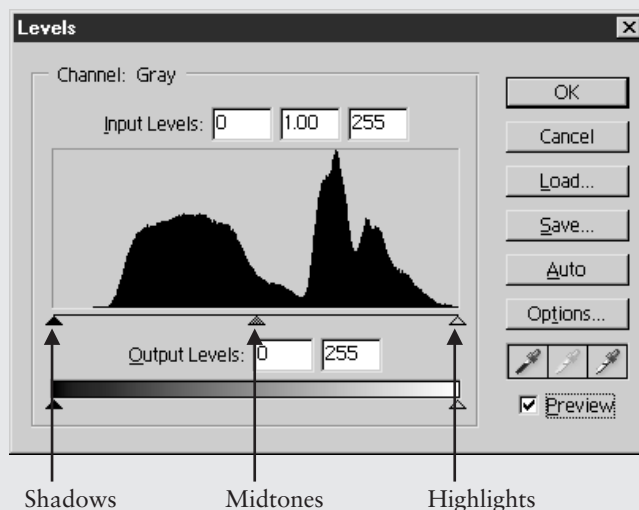 Levels
Channel: Gray
Input Levels: 0 1.00 255
Output Levels: 0 255
OK
Cancel
Load...
Save...
Auto
Options...
Preview
Shadows Midtones Highlights